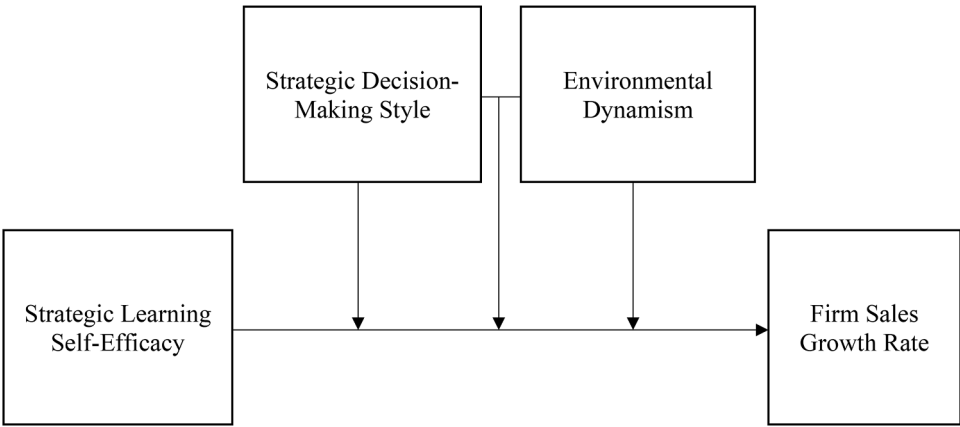 Strategic Decision-
Making Style
Environmental
Dynamism
Strategic Learning
Self-Efficacy
Firm Sales
Growth Rate